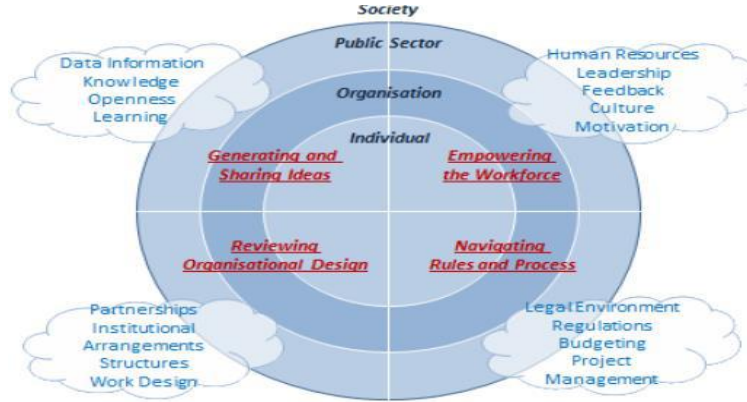 Society
Public Sector
Organisation
Individual
Data Information
Knowledge
Openness
Learning
Human Resources
Leadership
Feedback
Culture
Motivation
Generating and
Sharing Ideas
Empowering
the Workforce
Reviewing
Organisational Design
Navigating
Rules and Process
Partnerships
Institutional
Arrangements
Structures
Work Design
Legal Environment
Regulations
Budgeting
Project
Management